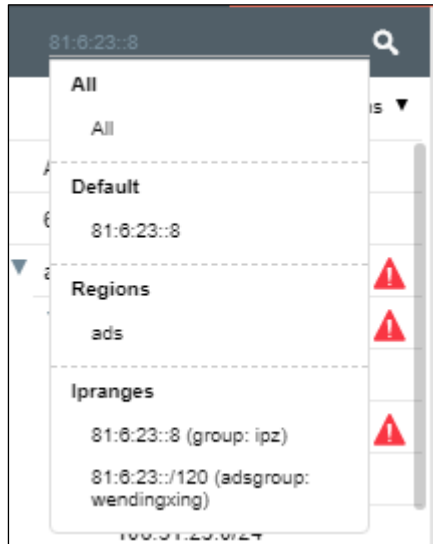 81:6:23::8
All
All
Default
81:6:23::8
Regions
ads
Ipranges
81:6:23::8 (group: ipz)
81:6:23::/120 (adsgroup:
wendingxing)